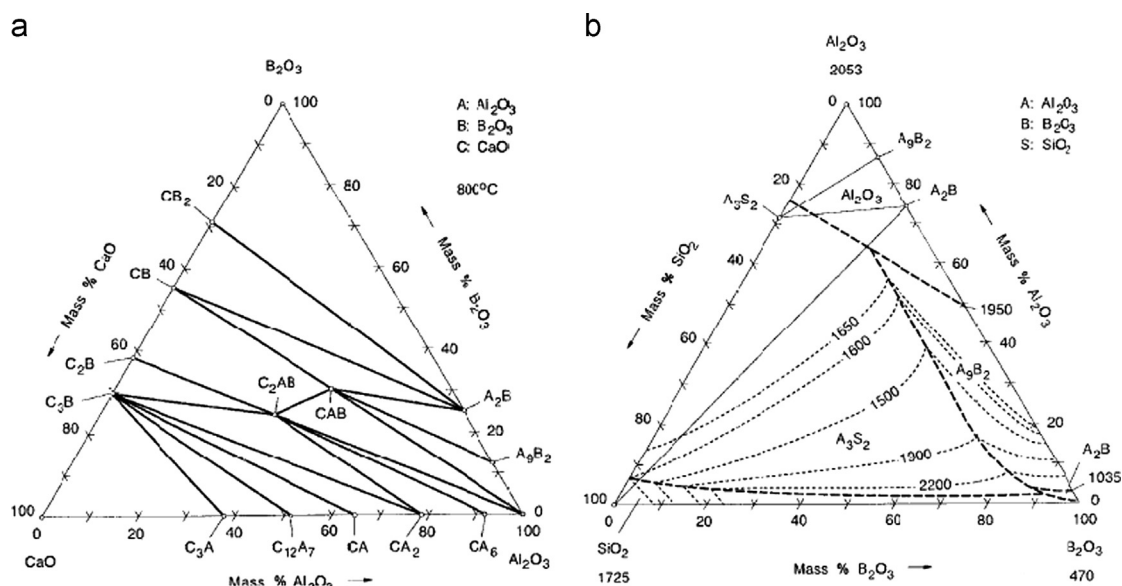 a
B₂O₃
0 100
A: Al₂O₃
B: B₂O₃
C: CaO
800°C
20
80
CB₂
← Mass % CaO
40
60
← Mass % B₂O₃
CB
60
40
C₂B
C₂AB
CAB
A₂B
C₃B
80
20
A₉B₂
100
0
0
20
40
60
80
100
C₃A
C₁₂A₇
CA
CA₂
CA₆
CaO
Al₂O₃
Mass % Al₂O₃ →
b
Al₂O₃
2053
0 100
A: Al₂O₃
B: B₂C₃
S: SiO₂
A₉B₂
20
80
A₃S₂
Al₂O₃
A₂B
← Mass % SiO₂
40
60
← Mass % Al₂O₃
1950
60
1650
1600
40
1500
A₉B₂
80
20
A₃S₂
1900
A₂B
2200
1035
100
0
0
20
40
60
80
100
SiO₂
B₂O₃
1725
Mass % B₂O₃ →
470